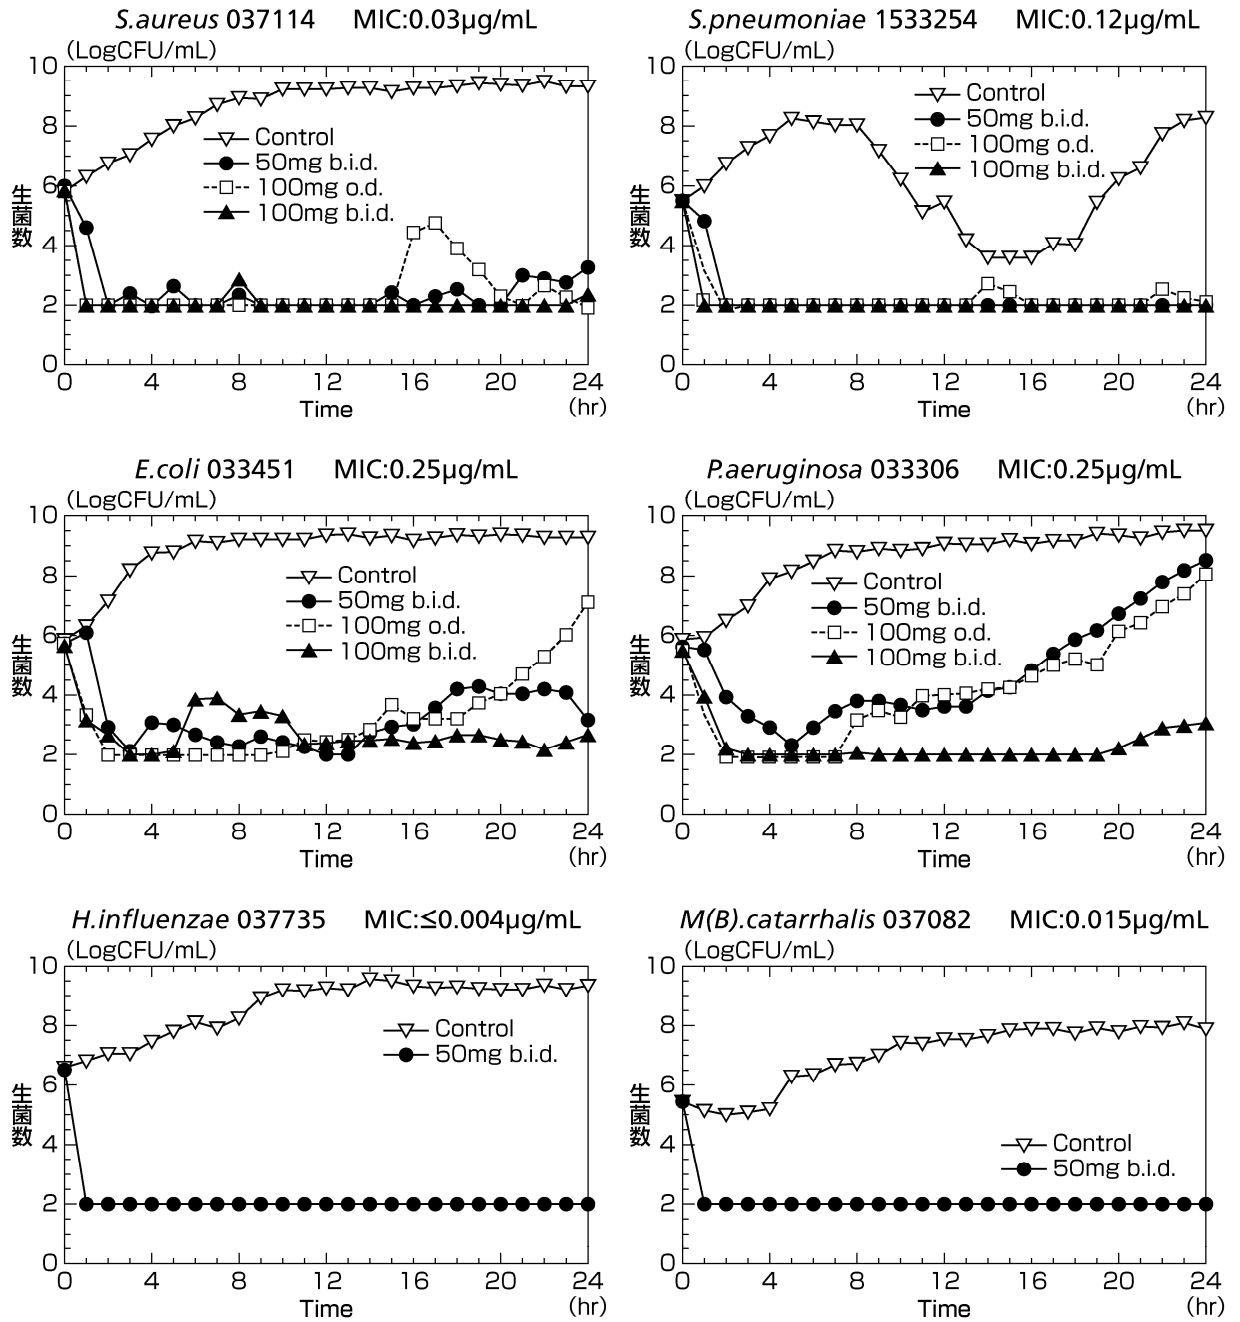 S.aureus 037114 MIC:0.03µg/mL
(LogCFU/mL)
10
8
6
4
2
0
生菌数
Control
50mg b.i.d.
100mg o.d.
100mg b.i.d.
0 4 8 12 16 20 24
Time (hr)
S.pneumoniae 1533254 MIC:0.12µg/mL
(LogCFU/mL)
10
8
6
4
2
0
生菌数
Control
50mg b.i.d.
100mg o.d.
100mg b.i.d.
0 4 8 12 16 20 24
Time (hr)
E.coli 033451 MIC:0.25µg/mL
(LogCFU/mL)
10
8
6
4
2
0
生菌数
Control
50mg b.i.d.
100mg o.d.
100mg b.i.d.
0 4 8 12 16 20 24
Time (hr)
P.aeruginosa 033306 MIC:0.25µg/mL
(LogCFU/mL)
10
8
6
4
2
0
生菌数
Control
50mg b.i.d.
100mg o.d.
100mg b.i.d.
0 4 8 12 16 20 24
Time (hr)
H.influenzae 037735 MIC:≤0.004µg/mL
(LogCFU/mL)
10
8
6
4
2
0
生菌数
Control
50mg b.i.d.
0 4 8 12 16 20 24
Time (hr)
M(B).catarrhalis 037082 MIC:0.015µg/mL
(LogCFU/mL)
10
8
6
4
2
0
生菌数
Control
50mg b.i.d.
0 4 8 12 16 20 24
Time (hr)